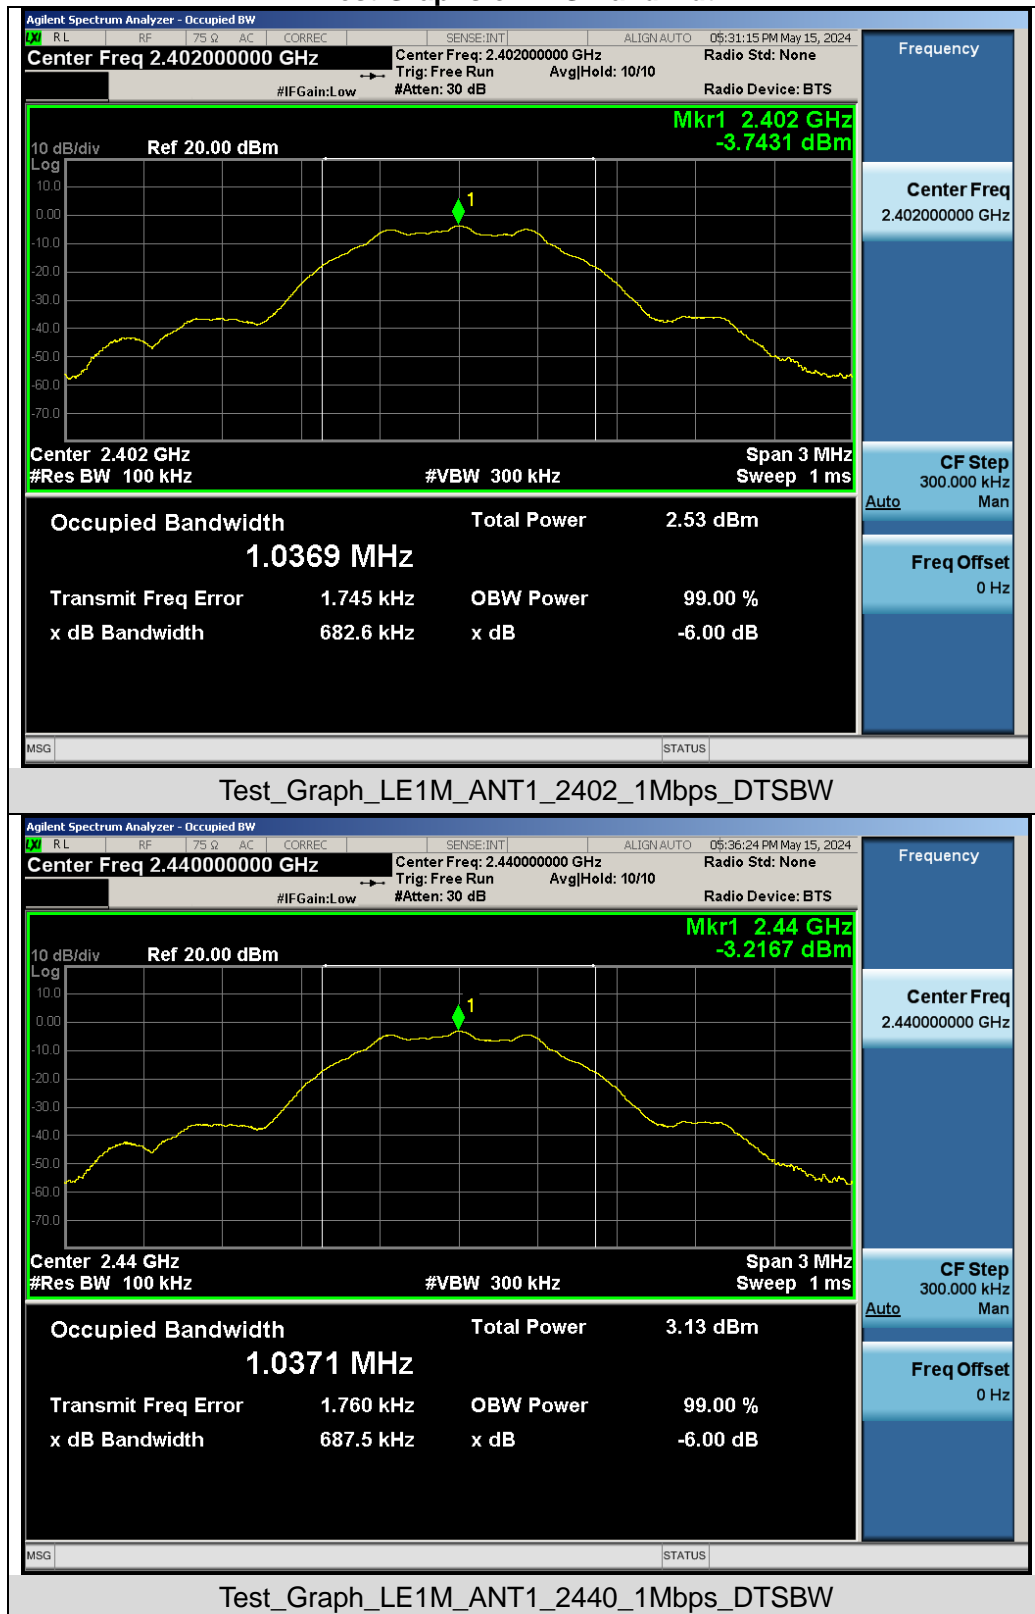 Agilent Spectrum Analyzer - Occupied BW
LXI RL RF 75 Ω AC CORREC SENSE:INT ALIGN AUTO 05:31:15 PM May 15, 2024
Center Freq 2.402000000 GHz
Center Freq: 2.402000000 GHz
Radio Std: None
Trig: Free Run Avg|Hold: 10/10
#IFGain:Low #Atten: 30 dB Radio Device: BTS
Frequency
Mkr1 2.402 GHz
-3.7431 dBm
10 dB/div Ref 20.00 dBm
Log
10.0
0.00
-10.0
-20.0
-30.0
-40.0
-50.0
-60.0
-70.0
1
Center 2.402 GHz Span 3 MHz
#Res BW 100 kHz #VBW 300 kHz Sweep 1 ms
Occupied Bandwidth Total Power 2.53 dBm
1.0369 MHz
Transmit Freq Error 1.745 kHz OBW Power 99.00 %
x dB Bandwidth 682.6 kHz x dB -6.00 dB
Center Freq
2.402000000 GHz
CF Step
300.000 kHz
Auto Man
Freq Offset
0 Hz
MSG STATUS
Test_Graph_LE1M_ANT1_2402_1Mbps_DTSBW
Agilent Spectrum Analyzer - Occupied BW
LXI RL RF 75 Ω AC CORREC SENSE:INT ALIGN AUTO 05:36:24 PM May 15, 2024
Center Freq 2.440000000 GHz
Center Freq: 2.440000000 GHz
Radio Std: None
Trig: Free Run Avg|Hold: 10/10
#IFGain:Low #Atten: 30 dB Radio Device: BTS
Frequency
Mkr1 2.44 GHz
-3.2167 dBm
10 dB/div Ref 20.00 dBm
Log
10.0
0.00
-10.0
-20.0
-30.0
-40.0
-50.0
-60.0
-70.0
1
Center 2.44 GHz Span 3 MHz
#Res BW 100 kHz #VBW 300 kHz Sweep 1 ms
Occupied Bandwidth Total Power 3.13 dBm
1.0371 MHz
Transmit Freq Error 1.760 kHz OBW Power 99.00 %
x dB Bandwidth 687.5 kHz x dB -6.00 dB
Center Freq
2.440000000 GHz
CF Step
300.000 kHz
Auto Man
Freq Offset
0 Hz
MSG STATUS
Test_Graph_LE1M_ANT1_2440_1Mbps_DTSBW